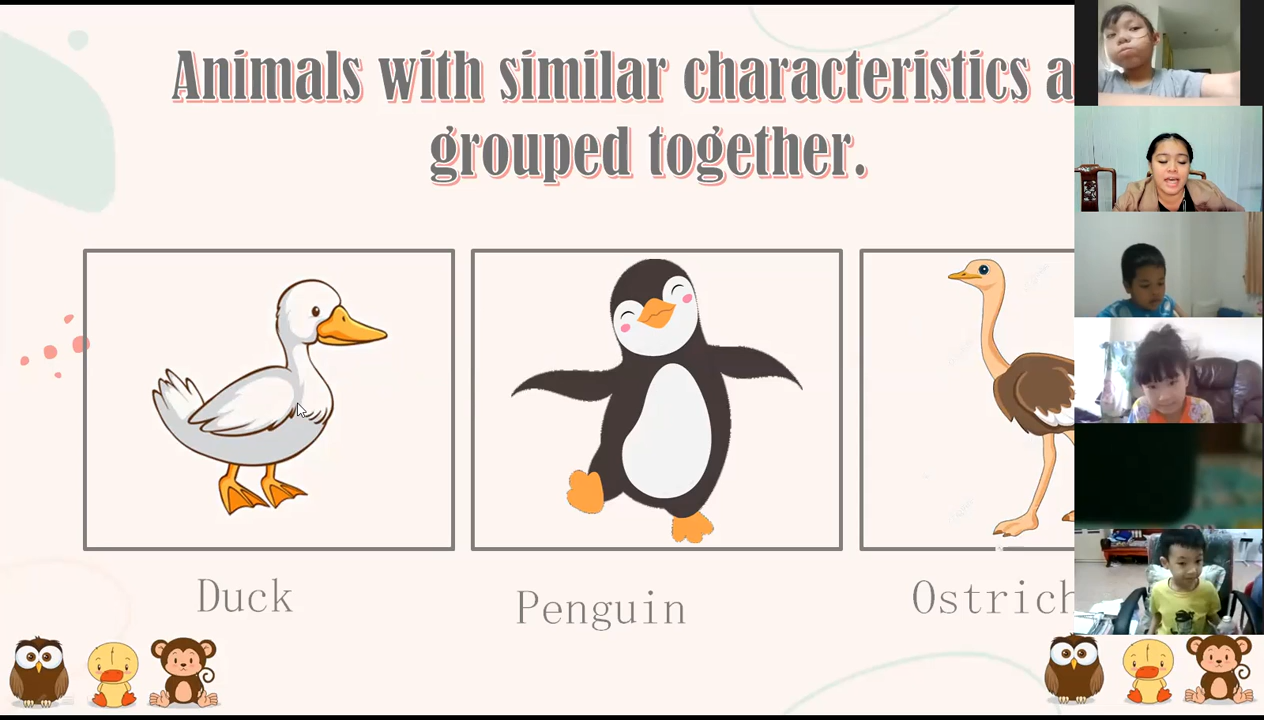 Animals with similar characteristics a
grouped together.
Duck
Penguin
Ostrich